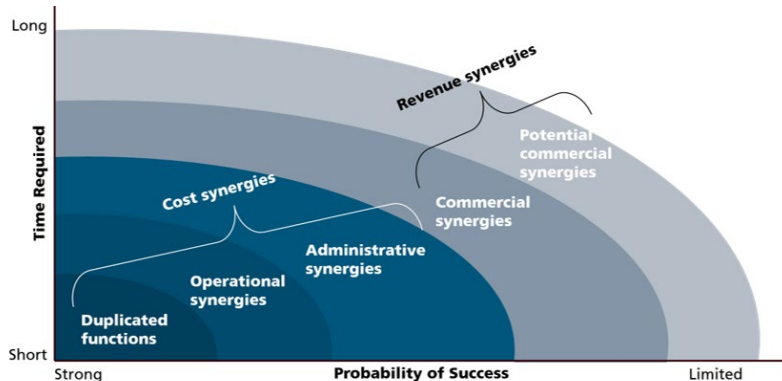 Long
Revenue synergies
Potential
commercial
synergies
Time Required
Cost synergies
Commercial
synergies
Administrative
synergies
Operational
synergies
Duplicated
functions
Short
Strong
Probability of Success
Limited